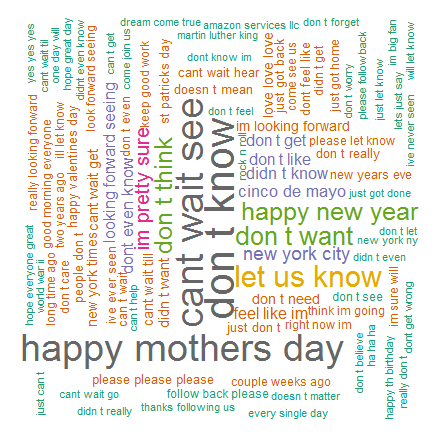 dream come true
amazon services llc
don t forget
martin luther king
yes yes yes
cant wait til
one day will
hope great day
didnt even know
look forward seeing
cant get
come join us
keep good work
st patricks day
dont know im
cant wait hear
doesn t mean
don t feel
love love love
just got back
come see us
dont feel like
didn t let
just got home
don t worry
please follow back
just let know
im big fan
lets just say
ive never seen
will let know
really looking forward
good morning everyone
two years ago
ill let know
happy valentines day
cant wait get
looking forward seeing
don t even
im pretty sure
don t think
cant wait see
don t know
rock n roll
im looking forward
don t get
please let know
don t like
don t really
didn t know
new years eve
cinco de mayo
just got done
happy new year
don t want
don t let
new york ny
new york city
didn t even
let us know
hope everyone great
world war ii
long time ago
dont care
people don t
new york times
ive ever seen
can t wait
dont even know
can t help
cant wait till
didn t want
don t need
don t see
feel like im
think im going
just don t
right now im
im sure will
dont get wrong
happy mothers day
don t believe
ha ha ha
happy th birthday
really don t
just can t
please please please
couple weeks ago
cant wait go
follow back please
doesn t matter
didn t really
thanks following us
every single day